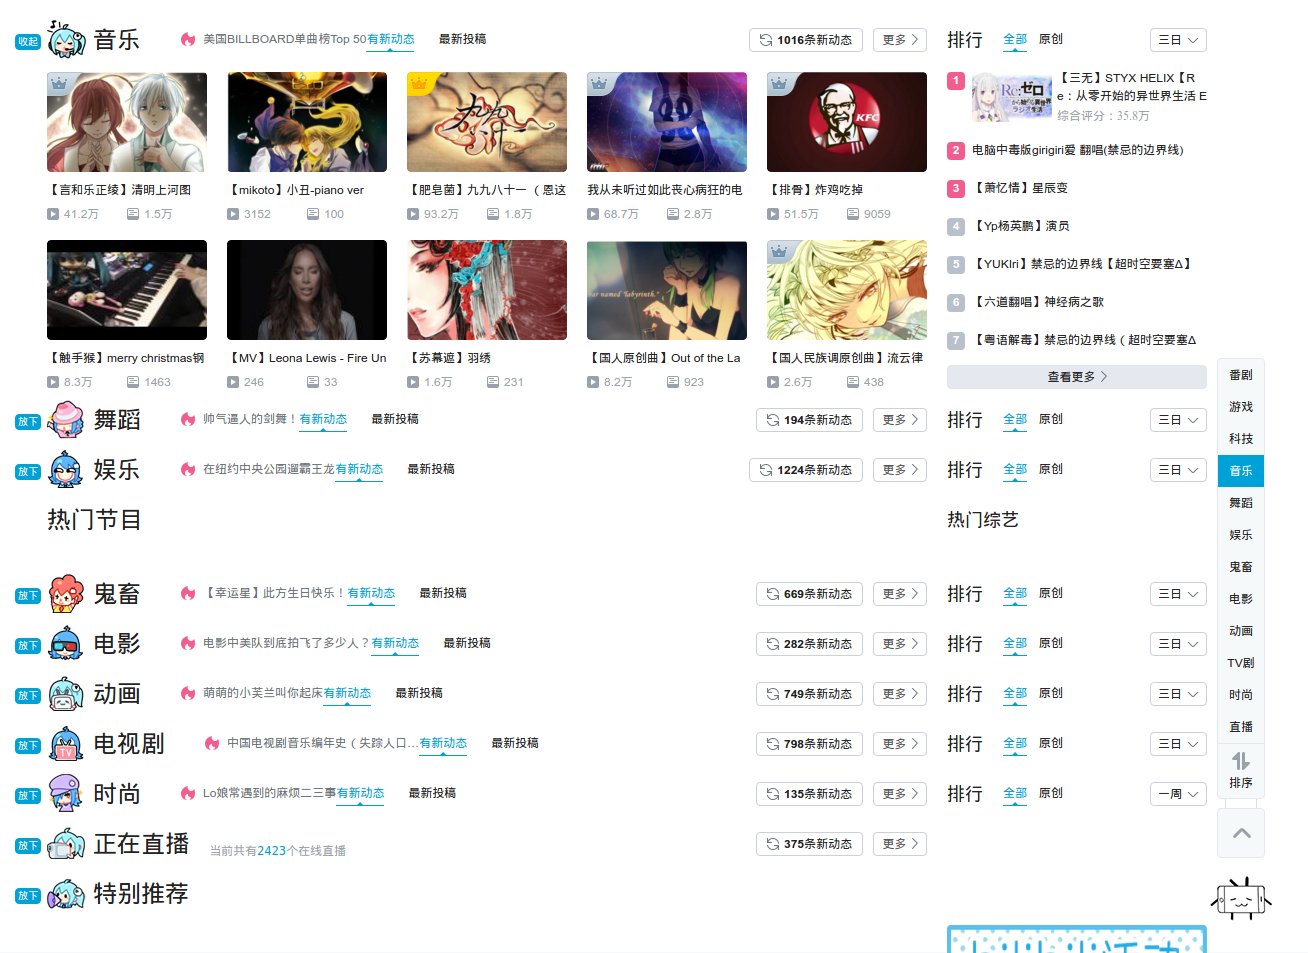 收起 音乐 美国BILLBOARD单曲榜Top 50 有新动态 最新投稿 1016条新动态 更多 排行 全部 原创 三日
KFC
【言和乐正绫】清明上河图
41.2万 1.5万
【mikoto】小丑-piano ver
3152 100
【肥皂菌】九九八十一 （恩这
93.2万 1.8万
我从未听过如此丧心病狂的电
68.7万 2.8万
【排骨】炸鸡吃掉
51.5万 9059
【触手猴】merry christmas钢
8.3万 1463
【MV】Leona Lewis - Fire Un
246 33
【苏幕遮】羽绣
1.6万 231
【国人原创曲】Out of the La
8.2万 923
【国人民族调原创曲】流云律
2.6万 438
1 【三无】STYX HELIX【R
e：从零开始的异世界生活 E
综合评分：35.8万
2 电脑中毒版girigiri爱 翻唱(禁忌的边界线)
3 【萧忆情】星辰变
4 【Yp杨英鹏】演员
5 【YUKIri】禁忌的边界线【超时空要塞Δ】
6 【六道翻唱】神经病之歌
7 【粤语解毒】禁忌的边界线（超时空要塞Δ
查看更多
放下 舞蹈 帅气逼人的剑舞！ 有新动态 最新投稿 194条新动态 更多 排行 全部 原创 三日
放下 娱乐 在纽约中央公园遛霸王龙 有新动态 最新投稿 1224条新动态 更多 排行 全部 原创 三日
热门节目 热门综艺
放下 鬼畜 【幸运星】此方生日快乐！ 有新动态 最新投稿 669条新动态 更多 排行 全部 原创 三日
放下 电影 电影中美队到底拍飞了多少人？ 有新动态 最新投稿 282条新动态 更多 排行 全部 原创 三日
放下 动画 萌萌的小芙兰叫你起床 有新动态 最新投稿 749条新动态 更多 排行 全部 原创 三日
放下 电视剧 中国电视剧音乐编年史（失踪人口... 有新动态 最新投稿 798条新动态 更多 排行 全部 原创 三日
放下 时尚 Lo娘常遇到的麻烦二三事 有新动态 最新投稿 135条新动态 更多 排行 全部 原创 一周
放下 正在直播 当前共有2423个在线直播 375条新动态 更多
放下 特别推荐
番剧
游戏
科技
音乐
舞蹈
娱乐
鬼畜
电影
动画
TV剧
时尚
直播
排序